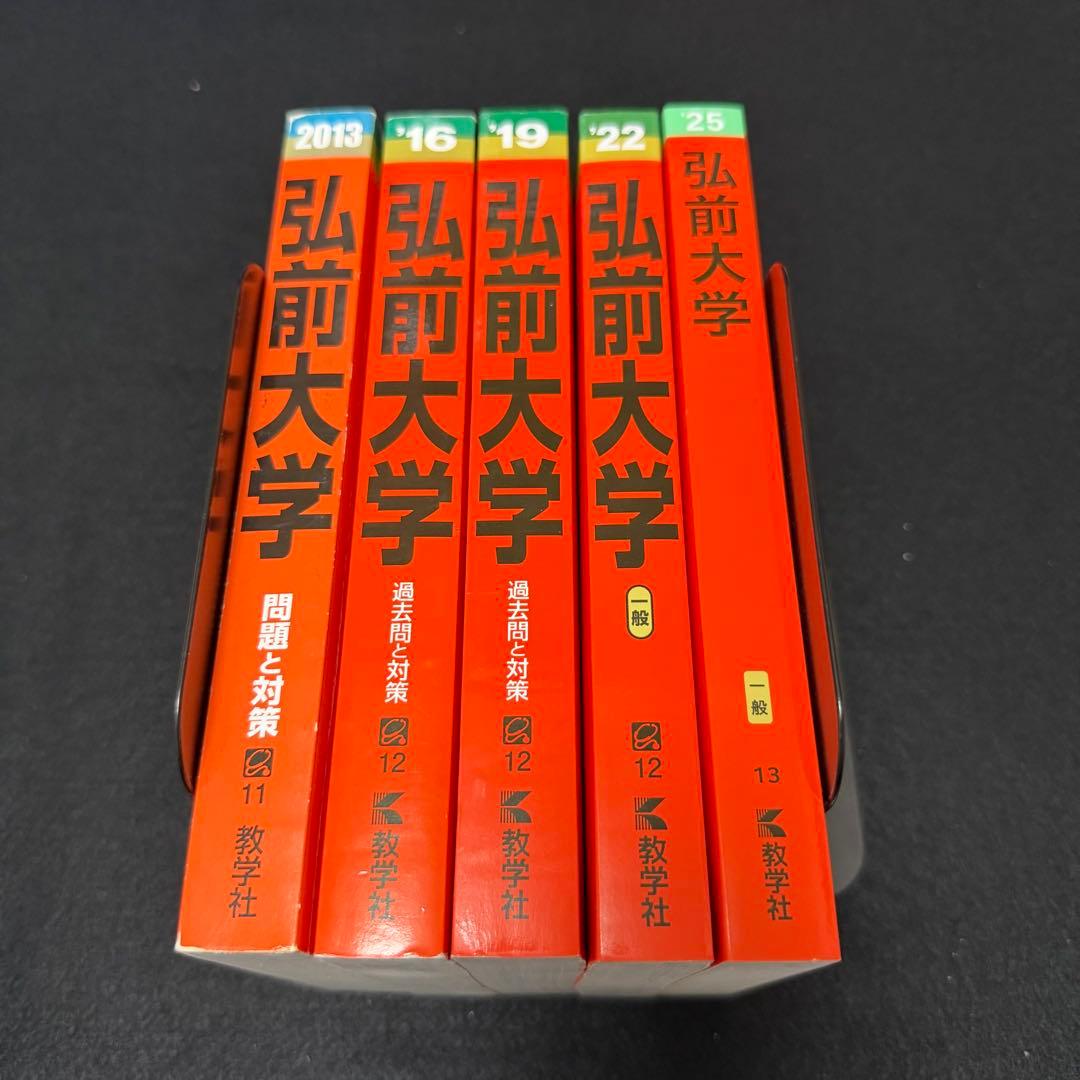 2013
弘前大学
問題と対策
11
教学社
'16
弘前大学
過去問と対策
12
教学社
'19
弘前大学
過去問と対策
12
教学社
'22
弘前大学
一般
12
教学社
'25
弘前大学
一般
13
教学社